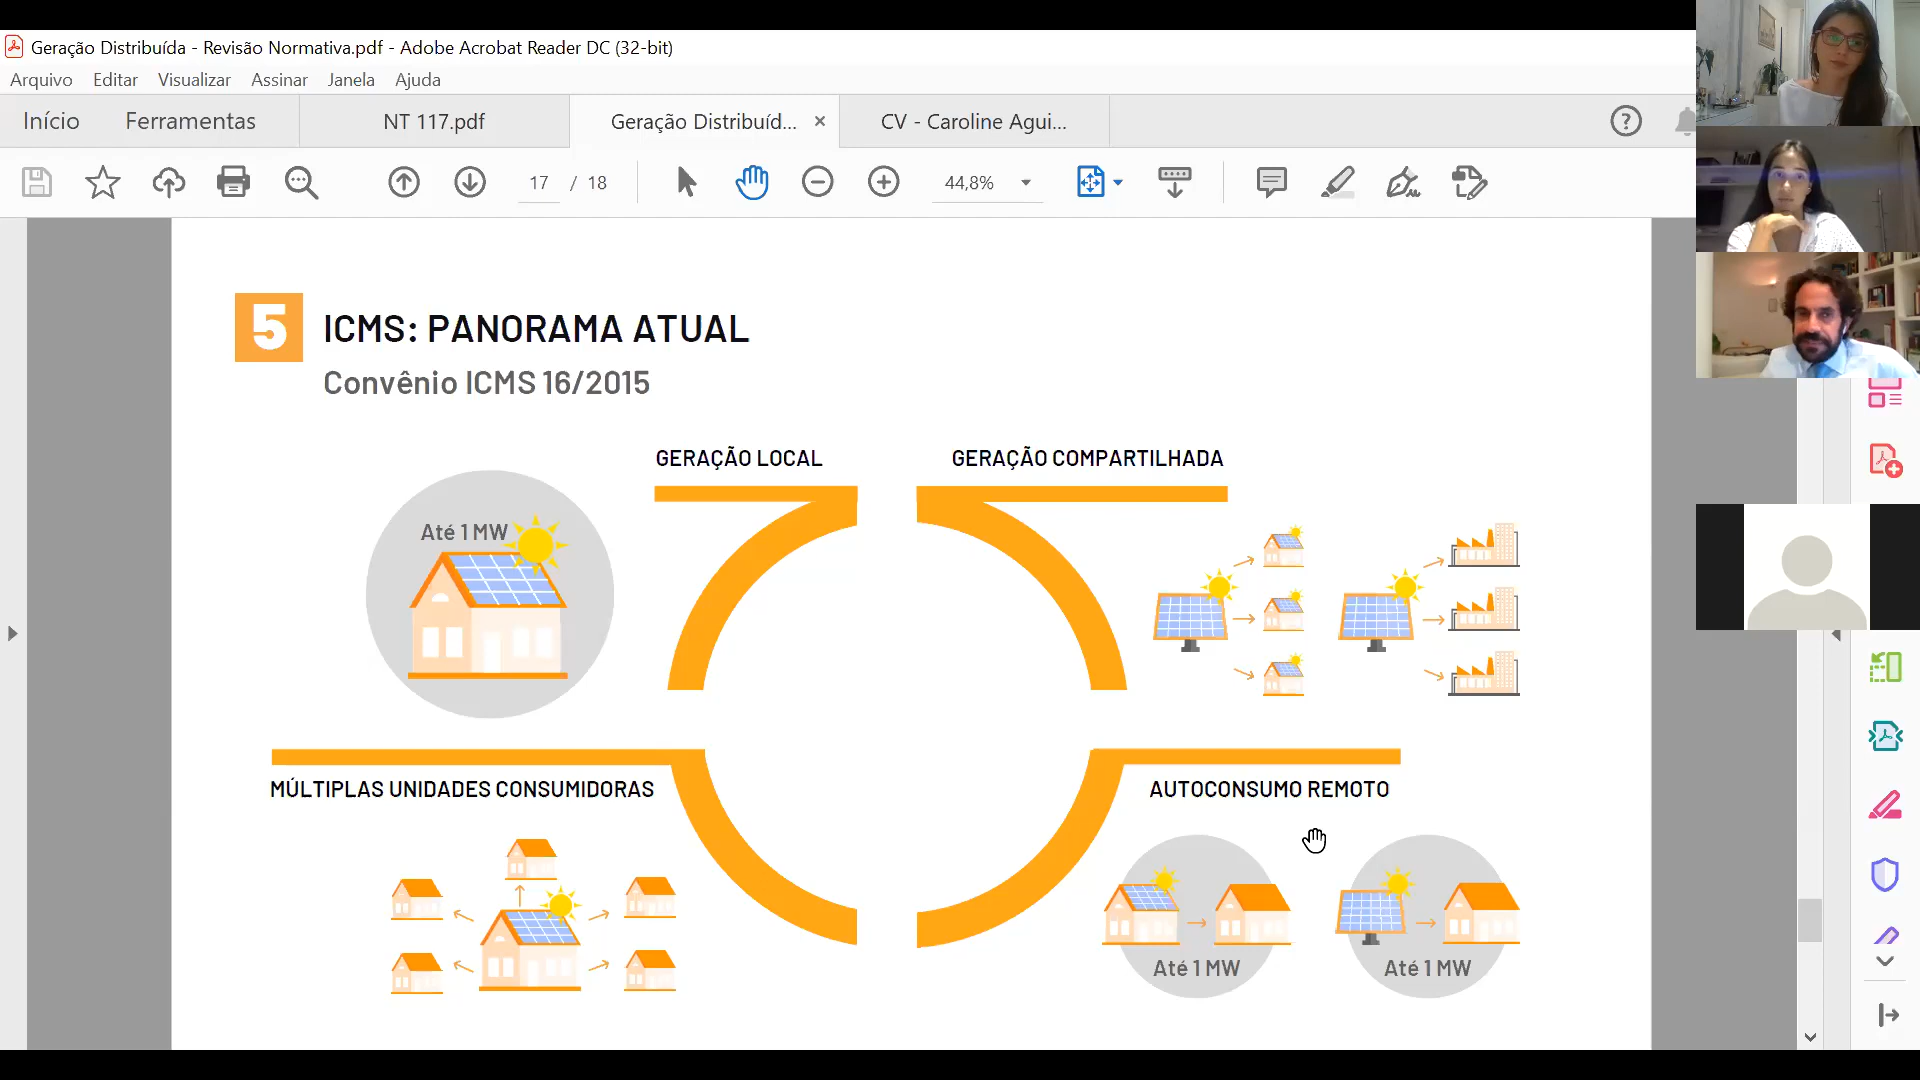 Geração Distribuída - Revisão Normativa.pdf - Adobe Acrobat Reader DC (32-bit)
Arquivo Editar Visualizar Assinar Janela Ajuda
Início Ferramentas NT 117.pdf Geração Distribuíd... × CV - Caroline Agui...
17 / 18 44,8%
5 ICMS: PANORAMA ATUAL
Convênio ICMS 16/2015
GERAÇÃO LOCAL
GERAÇÃO COMPARTILHADA
Até 1 MW
MÚLTIPLAS UNIDADES CONSUMIDORAS
AUTOCONSUMO REMOTO
Até 1 MW
Até 1 MW